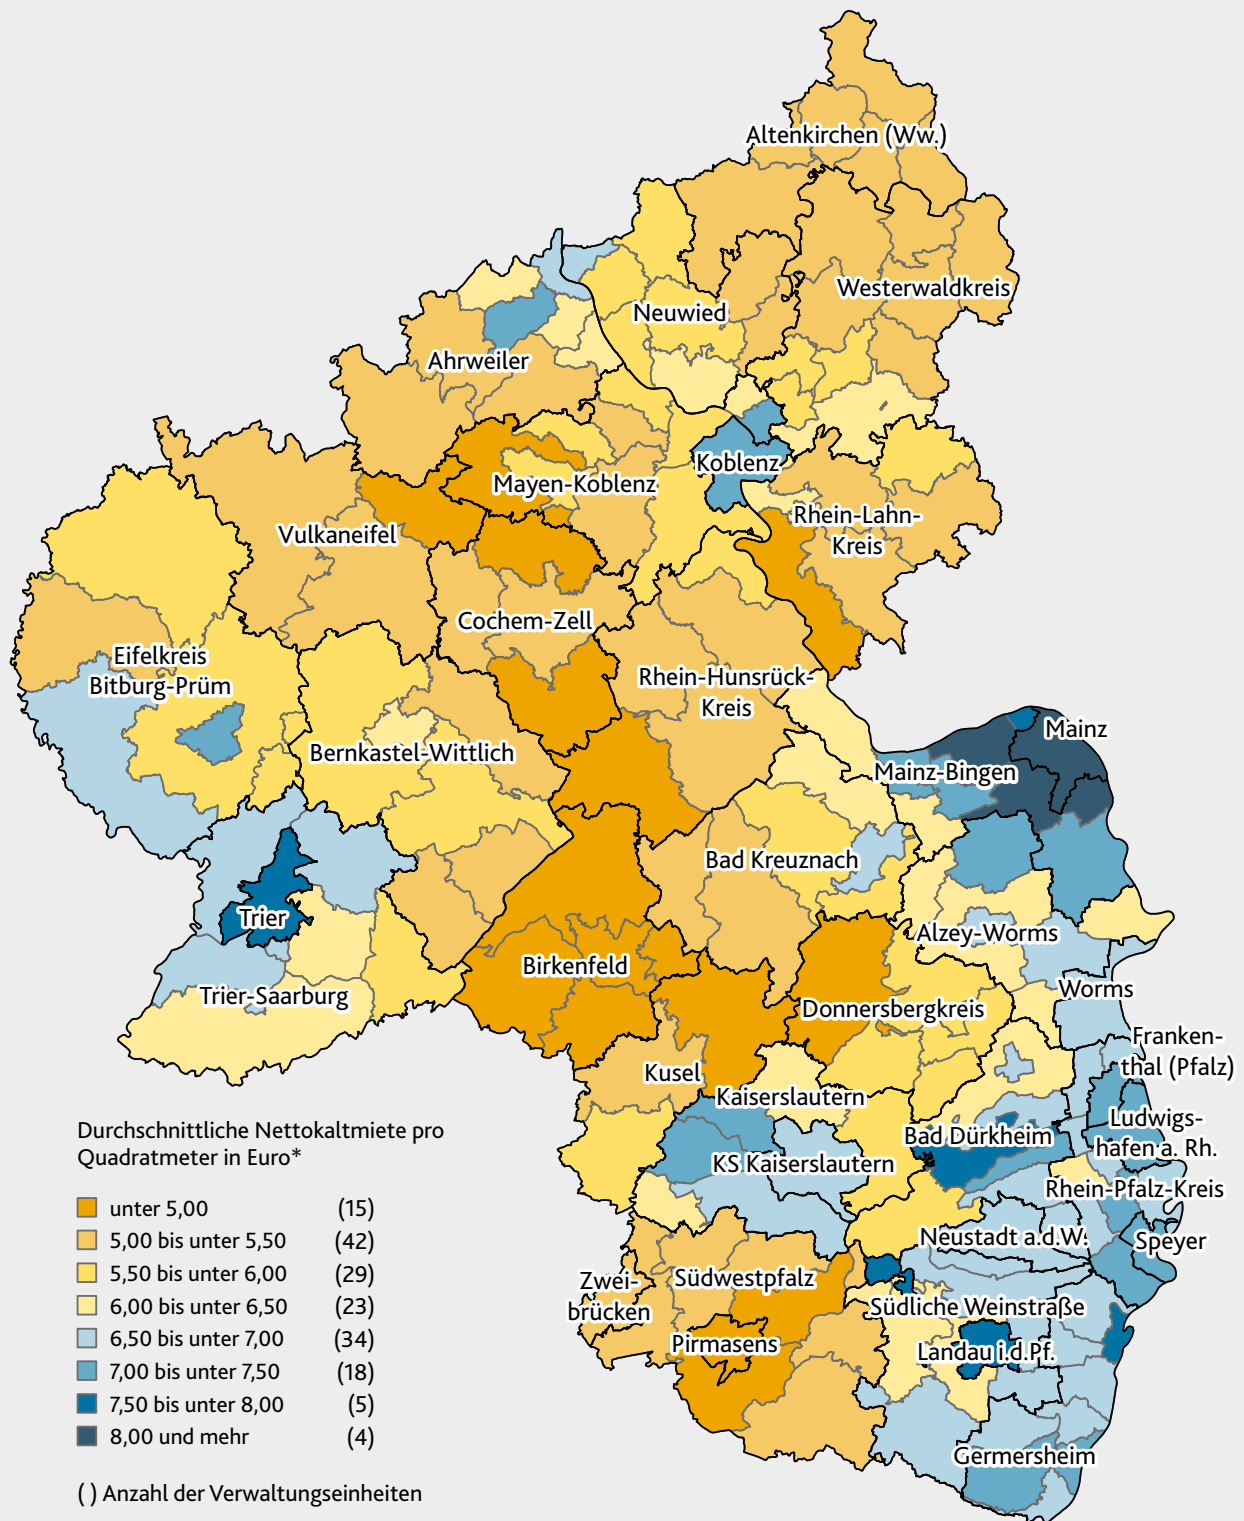 Altenkirchen (Ww.)
Westerwaldkreis
Neuwied
Ahrweiler
Koblenz
Mayen-Koblenz
Rhein-Lahn-
Kreis
Vulkaneifel
Cochem-Zell
Eifelkreis
Bitburg-Prüm
Rhein-Hunsrück-
Kreis
Bernkastel-Wittlich
Mainz
Mainz-Bingen
Bad Kreuznach
Trier
Alzey-Worms
Birkenfeld
Trier-Saarburg
Worms
Donnersbergkreis
Franken-
thal (Pfalz)
Kusel
Kaiserslautern
Ludwigs-
hafen a. Rh.
Bad Dürkheim
KS Kaiserslautern
Rhein-Pfalz-Kreis
Neustadt a.d.W.
Speyer
Zwei-
brücken
Südwestpfalz
Südliche Weinstraße
Pirmasens
Landau i.d.Pf.
Germersheim
Durchschnittliche Nettokaltmiete pro
Quadratmeter in Euro*
unter 5,00 (15)
5,00 bis unter 5,50 (42)
5,50 bis unter 6,00 (29)
6,00 bis unter 6,50 (23)
6,50 bis unter 7,00 (34)
7,00 bis unter 7,50 (18)
7,50 bis unter 8,00 (5)
8,00 und mehr (4)
( ) Anzahl der Verwaltungseinheiten